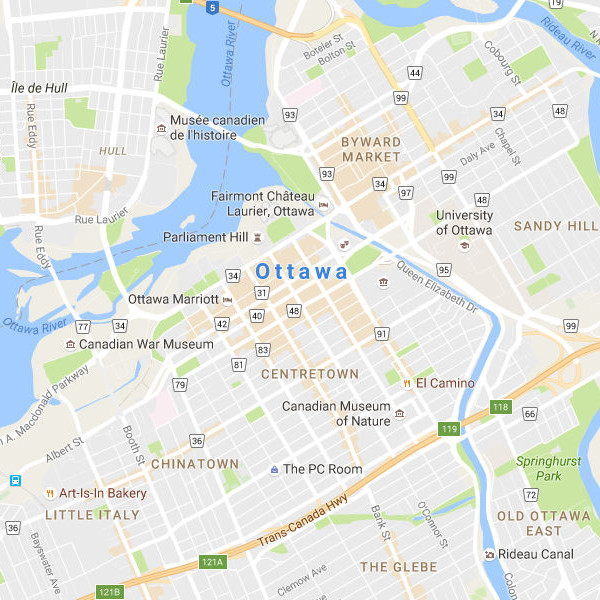 5
Ottawa River
Rue Laurier
Boteler St
Bolton St
Cobourg St
Rideau River
44
Île de Hull
99
48
Rue Eddy
93
34
Musée canadien
de l'histoire
99
HULL
BYWARD
MARKET
Daly Ave
Chapel St
93
34
97
48
Fairmont Château
Laurier, Ottawa
Rue Laurier
University
of Ottawa
SANDY HILL
Rue Eddy
Parliament Hill
Ottawa
34
95
Queen Elizabeth Dr
31
Ottawa Marriott
Ottawa River
77
34
42
40
48
91
99
Canadian War Museum
83
81
CENTRETOWN
79
El Camino
n A. Macdonald Parkway
Canadian Museum
of Nature
118
66
119
Albert St
Booth St
36
CHINATOWN
The PC Room
Springhurst
Park
Art-Is-In Bakery
72
LITTLE ITALY
36
Trans-Canada Hwy
Bank St
O'Connor St
OLD OTTAWA
EAST
Bayswater Ave
121A
Rideau Canal
THE GLEBE
Clemow Ave
121B
Colon